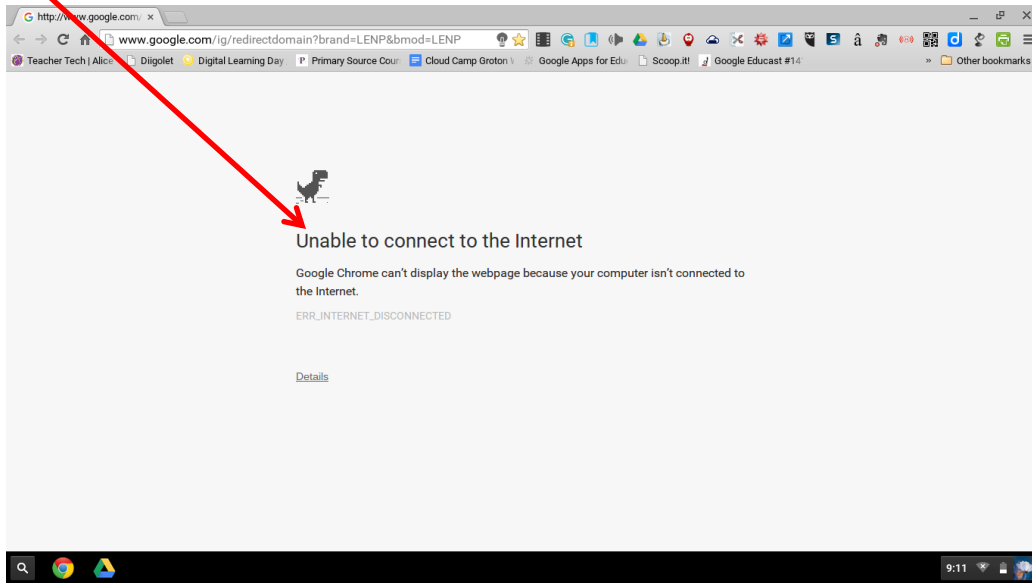 http://www.google.com/
www.google.com/ig/redirectdomain?brand=LENP&bmod=LENP
Teacher Tech | Alice Diigolet Digital Learning Day P Primary Source Cour Cloud Camp Groton Google Apps for Edu Scoop.it! Google Educast #14 » Other bookmarks
Unable to connect to the Internet
Google Chrome can't display the webpage because your computer isn't connected to
the Internet.
ERR_INTERNET_DISCONNECTED
Details
9:11